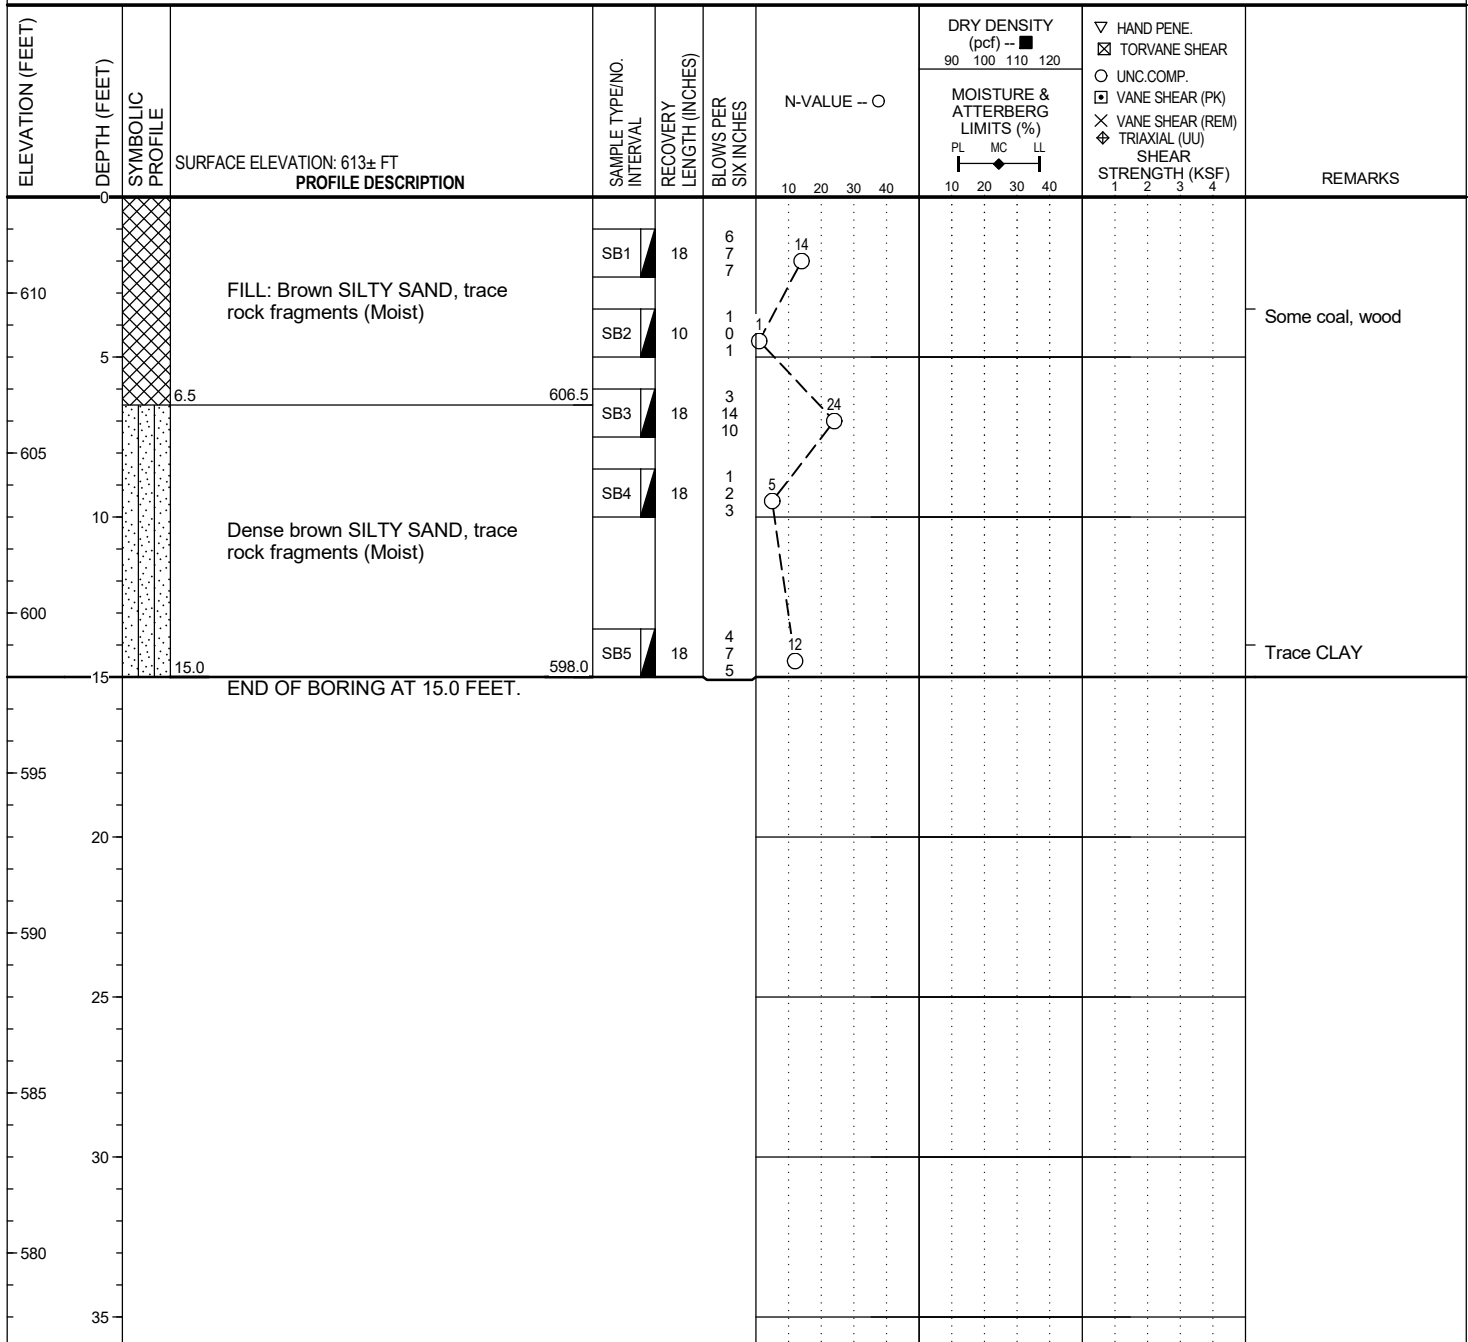 ELEVATION (FEET)
DEPTH (FEET)
SYMBOLIC
PROFILE
SURFACE ELEVATION: 613± FT
PROFILE DESCRIPTION
SAMPLE TYPE/NO.
INTERVAL
RECOVERY
LENGTH (INCHES)
BLOWS PER
SIX INCHES
N-VALUE -- O
10 20 30 40
DRY DENSITY
(pcf) -- ■
90 100 110 120
MOISTURE &
ATTERBERG
LIMITS (%)
PL MC LL
10 20 30 40
▽ HAND PENE.
⊠ TORVANE SHEAR
○ UNC.COMP.
⊡ VANE SHEAR (PK)
× VANE SHEAR (REM)
TRIAXIAL (UU)
SHEAR
STRENGTH (KSF)
1 2 3 4
REMARKS
0
SB1 18 6
7
7
14
610
FILL: Brown SILTY SAND, trace
rock fragments (Moist)
SB2 10 1
0
1
1
Some coal, wood
5
6.5 606.5
SB3 18 3
14
10
24
605
SB4 18 1
2
3
5
10
Dense brown SILTY SAND, trace
rock fragments (Moist)
600
SB5 18 4
7
5
12
Trace CLAY
15.0 598.0
15
END OF BORING AT 15.0 FEET.
595
20
590
25
585
30
580
35